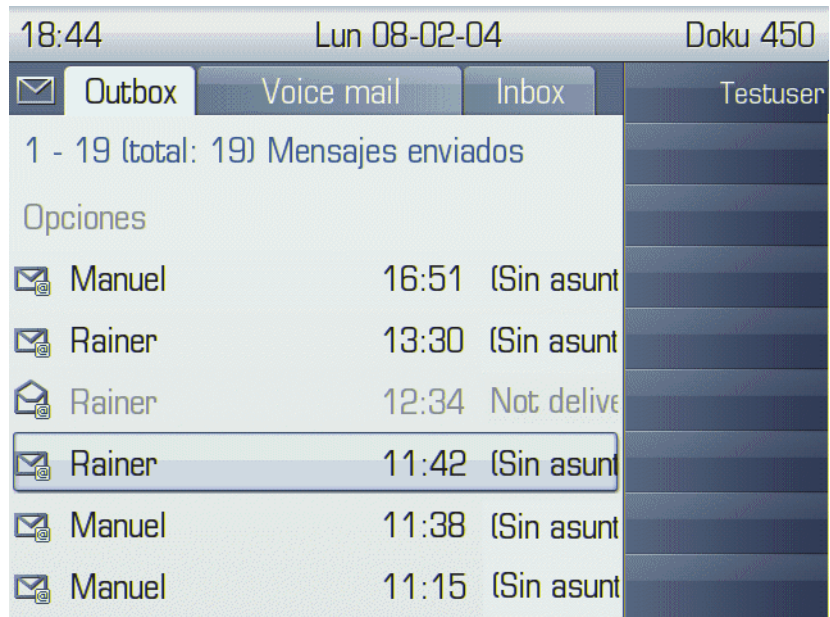 18:44 Lun 08-02-04 Doku 450
Outbox Voice mail Inbox Testuser
1 - 19 (total: 19) Mensajes enviados
Opciones
Manuel 16:51 (Sin asunt
Rainer 13:30 (Sin asunt
Rainer 12:34 Not delive
Rainer 11:42 (Sin asunt
Manuel 11:38 (Sin asunt
Manuel 11:15 (Sin asunt